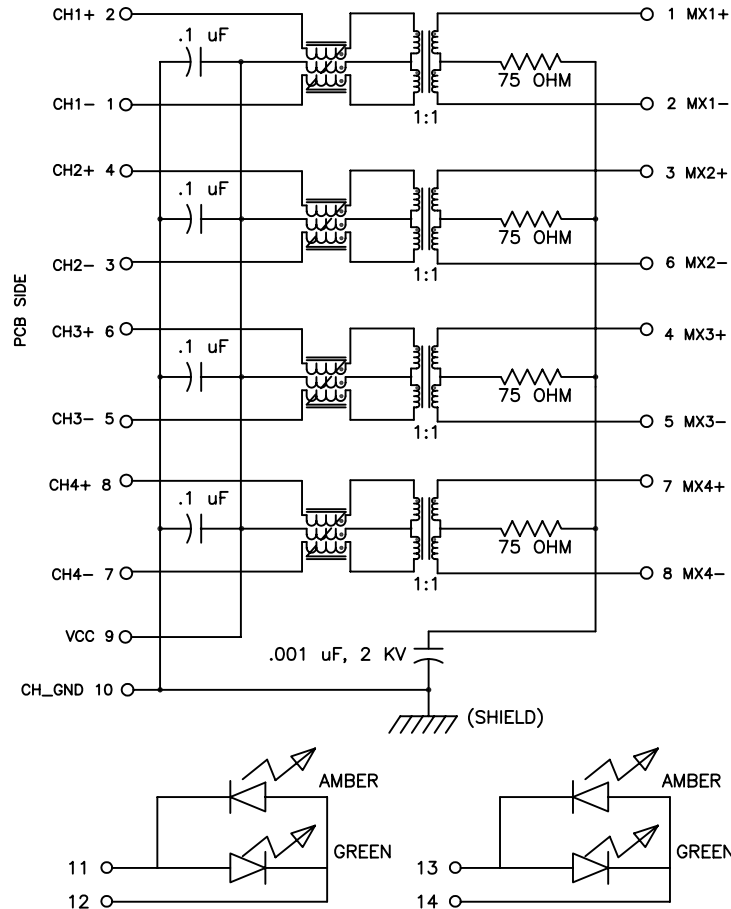 CH1+ 2
1 MX1+
.1 uF
75 OHM
CH1- 1
2 MX1-
1:1
CH2+ 4
3 MX2+
.1 uF
75 OHM
CH2- 3
6 MX2-
1:1
PCB SIDE
CH3+ 6
4 MX3+
.1 uF
75 OHM
CH3- 5
5 MX3-
1:1
CH4+ 8
7 MX4+
.1 uF
75 OHM
CH4- 7
8 MX4-
1:1
VCC 9
.001 uF, 2 KV
CH_GND 10
(SHIELD)
AMBER
GREEN
11
12
AMBER
GREEN
13
14